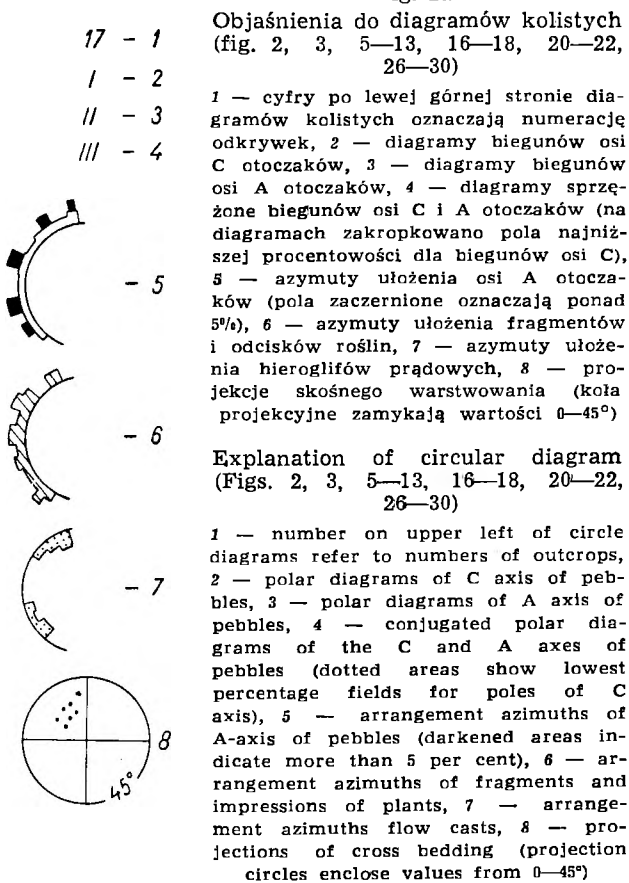 17 – 1
I – 2
II – 3
III – 4
– 5
– 6
– 7
8
45°
Objaśnienia do diagramów kolistych
(fig. 2, 3, 5—13, 16—18, 20—22,
26—30)
1 — cyfry po lewej górnej stronie dia-
gramów kolistych oznaczają numerację
odkrywek, 2 — diagramy biegunów osi
C otoczaków, 3 — diagramy biegunów
osi A otoczaków, 4 — diagramy sprzę-
żone biegunów osi C i A otoczaków (na
diagramach zakropkowano pola najniż-
szej procentowości dla biegunów osi C),
5 — azymuty ułożenia osi A otocza-
ków (pola zaczernione oznaczają ponad
5%), 6 — azymuty ułożenia fragmentów
i odcisków roślin, 7 — azymuty ułoże-
nia hieroglifów prądowych, 8 — pro-
jekcje skośnego warstwowania (koła
projekcyjne zamykają wartości 0—45°)
Explanation of circular diagram
(Figs. 2, 3, 5—13, 16—18, 20—22,
26—30)
1 — number on upper left of circle
diagrams refer to numbers of outcrops,
2 — polar diagrams of C axis of peb-
bles, 3 — polar diagrams of A axis of
pebbles, 4 — conjugated polar dia-
grams of the C and A axes of
pebbles (dotted areas show lowest
percentage fields for poles of C
axis), 5 — arrangement azimuths of
A-axis of pebbles (darkened areas in-
dicate more than 5 per cent), 6 — ar-
rangement azimuths of fragments and
impressions of plants, 7 — arrange-
ment azimuths flow casts, 8 — pro-
jections of cross bedding (projection
circles enclose values from 0—45°)